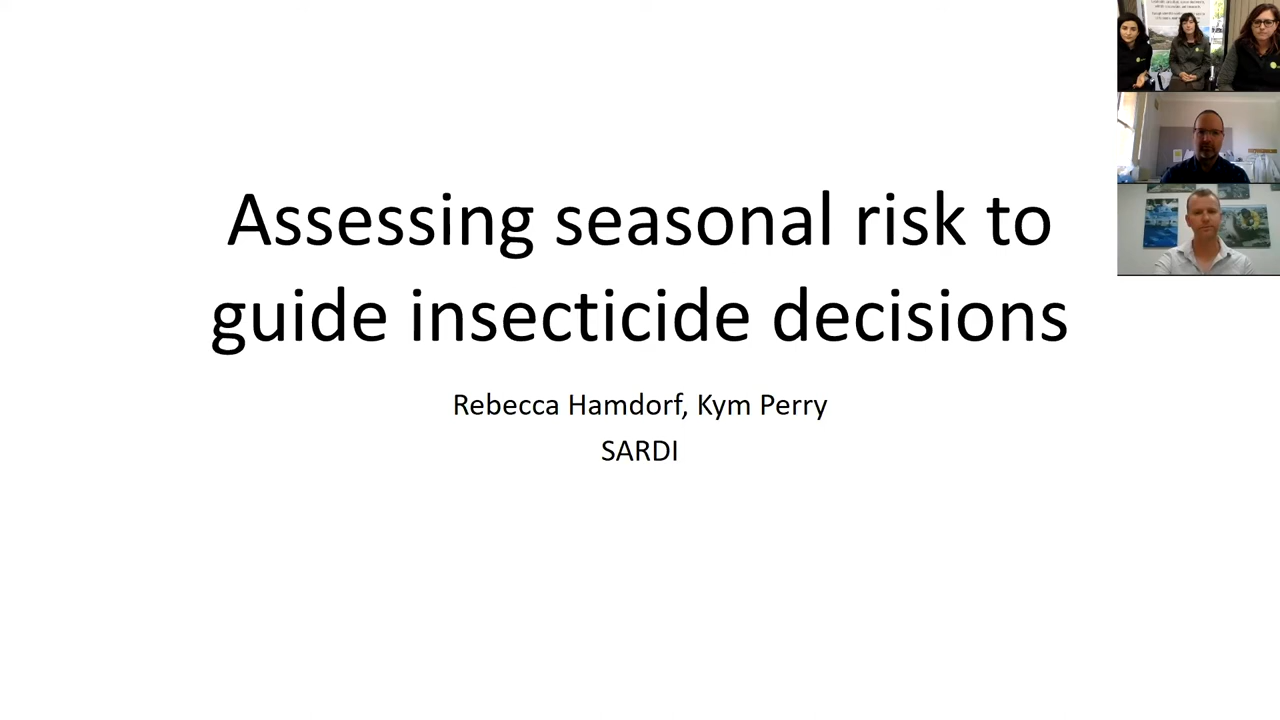 Assessing seasonal risk to
guide insecticide decisions
Rebecca Hamdorf, Kym Perry
SARDI